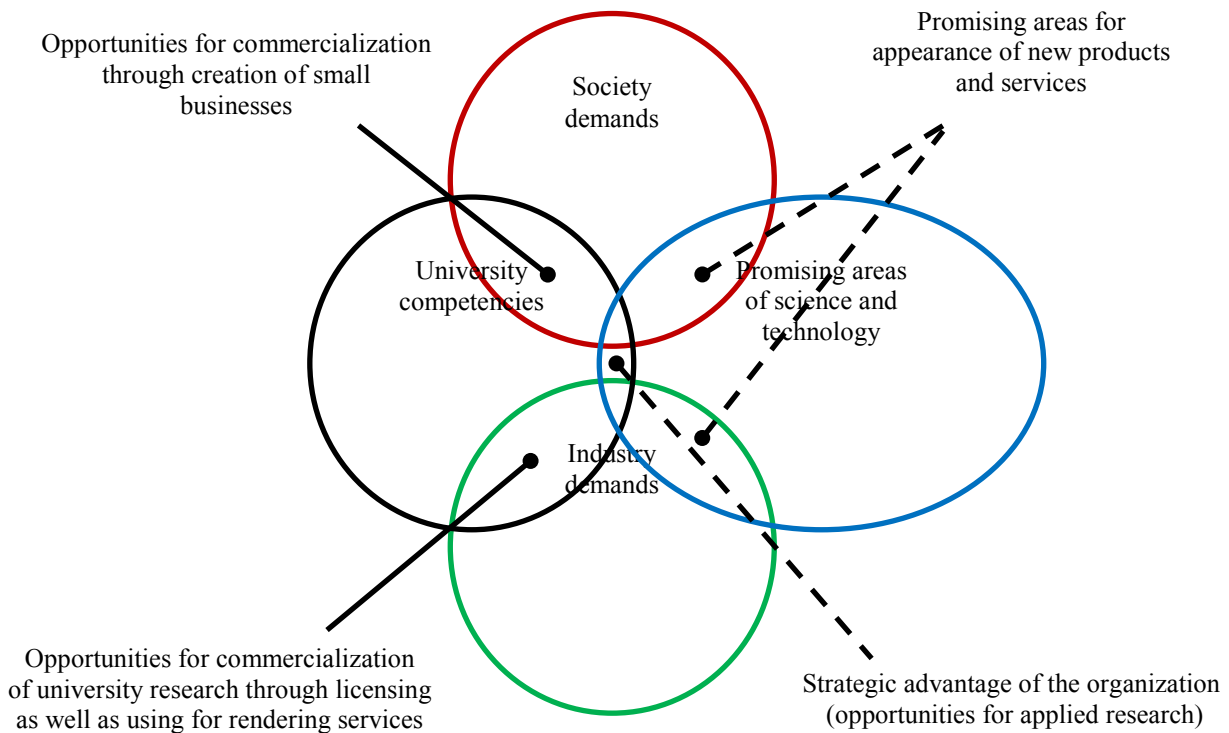 Opportunities for commercialization
through creation of small
businesses
Promising areas for
appearance of new products
and services
Society
demands
University
competencies
Promising areas
of science and
technology
Industry
demands
Opportunities for commercialization
of university research through licensing
as well as using for rendering services
Strategic advantage of the organization
(opportunities for applied research)